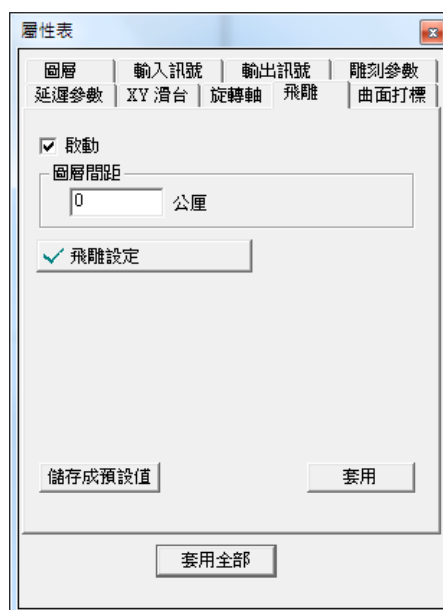 屬性表
圖層 輸入訊號 輸出訊號 雕刻參數
延遲參數 XY 滑台 旋轉軸 飛雕 曲面打標
啟動
圖層間距
0 公厘
飛雕設定
儲存成預設值 套用
套用全部